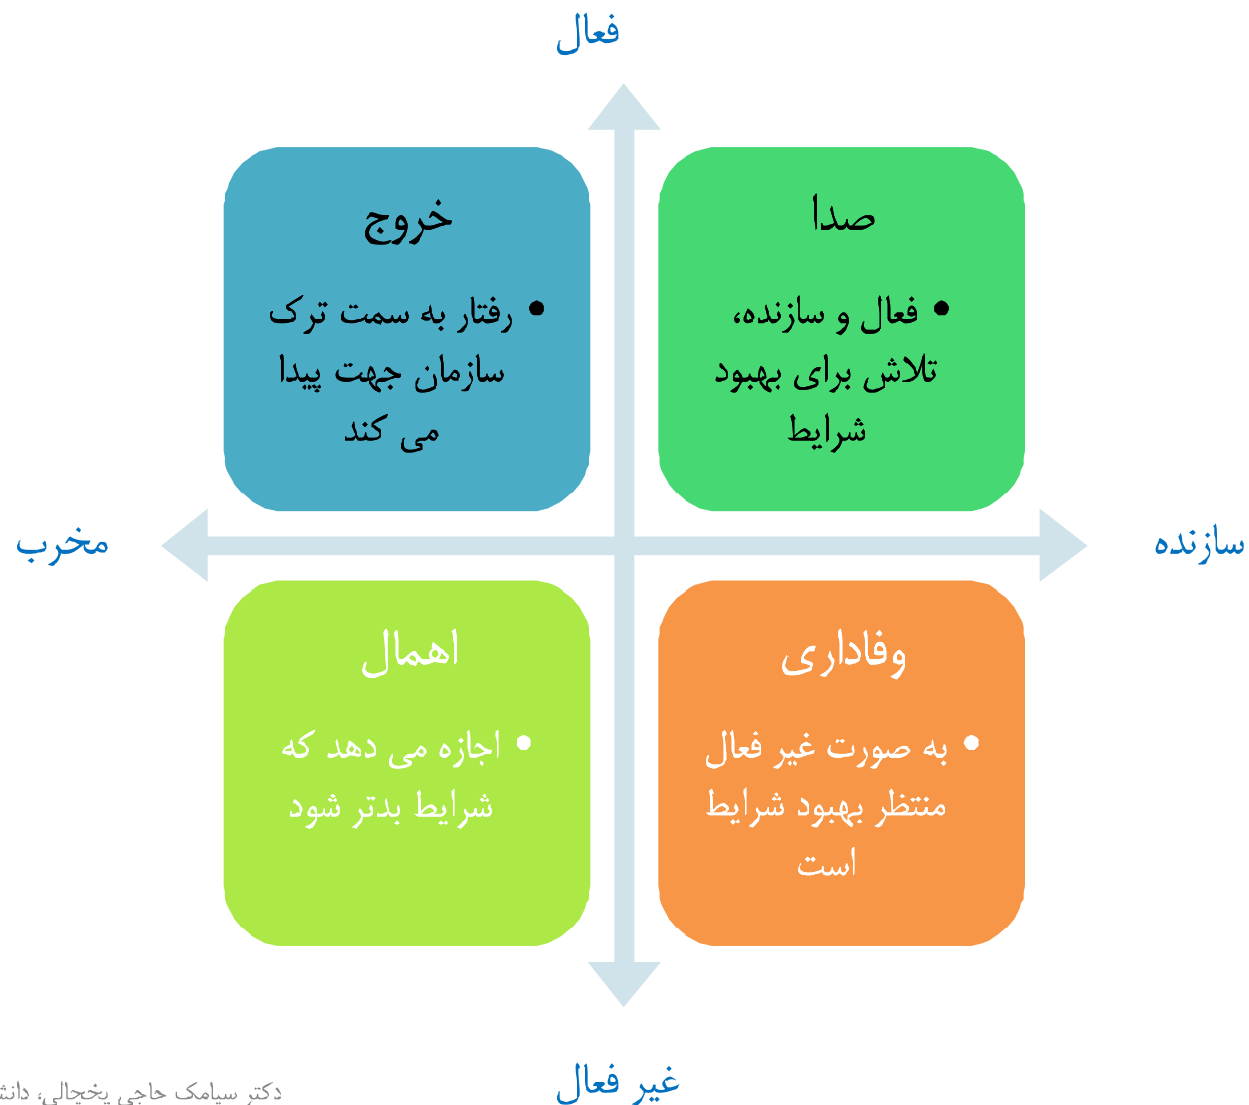 فعال
صدا
• فعال و سازنده،
تلاش برای بهبود
شرایط
خروج
• رفتار به سمت ترک
سازمان جهت پیدا
می کند
سازنده
مخرب
وفاداری
• به صورت غیر فعال
منتظر بهبود شرایط
است
اهمال
• اجازه می دهد که
شرایط بدتر شود
غیر فعال
دکتر سیامک حاجی یخچالی،